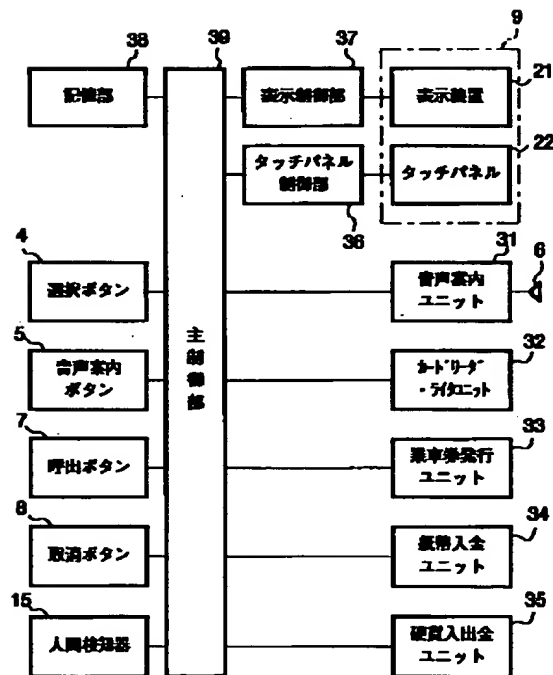 38
39
37
9
記憶部
表示制御部
表示装置
21
タッチパネル
制御部
タッチパネル
22
36
4
選択ボタン
31
6
音声案内
ユニット
5
音声案内
ボタン
主制御部
32
カードリーダ
・ライタユニット
7
呼出ボタン
33
乗車券発行
ユニット
8
取消ボタン
34
紙幣入金
ユニット
15
人間検知器
35
硬貨入出金
ユニット